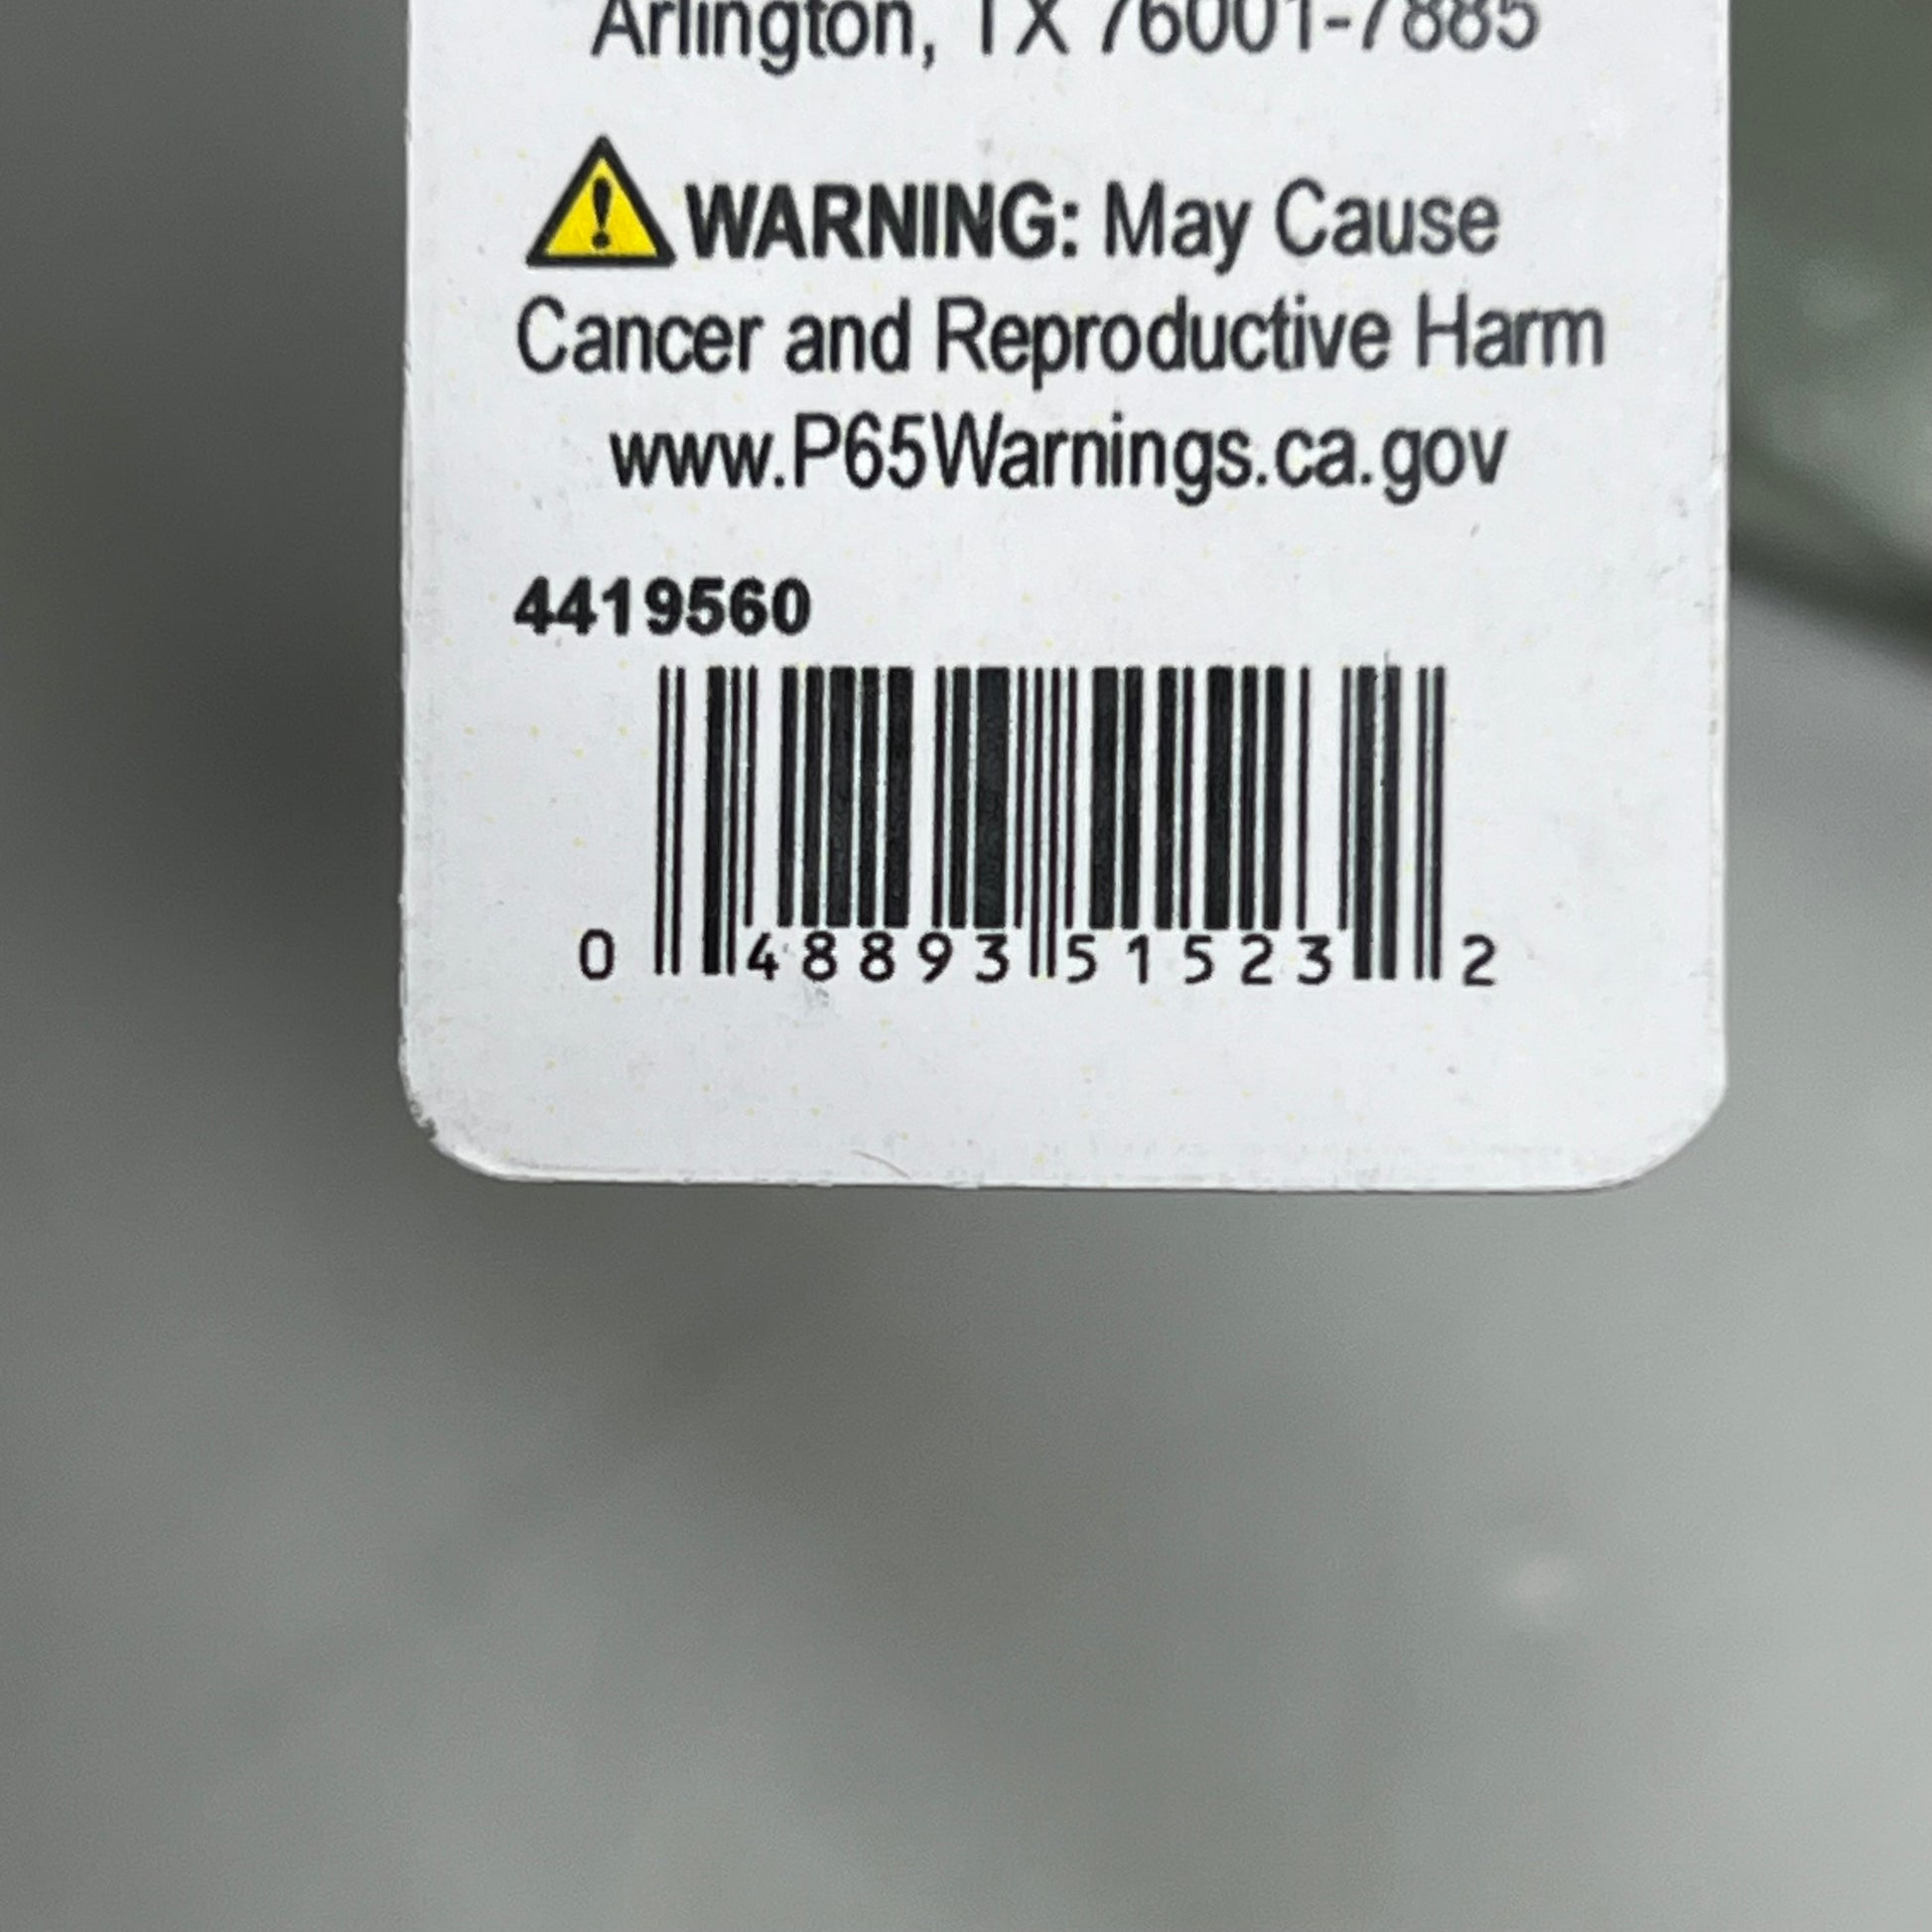 Arlington, TX 76001-7885
WARNING: May Cause
Cancer and Reproductive Harm
www.P65Warnings.ca.gov
4419560
0 48893 51523 2